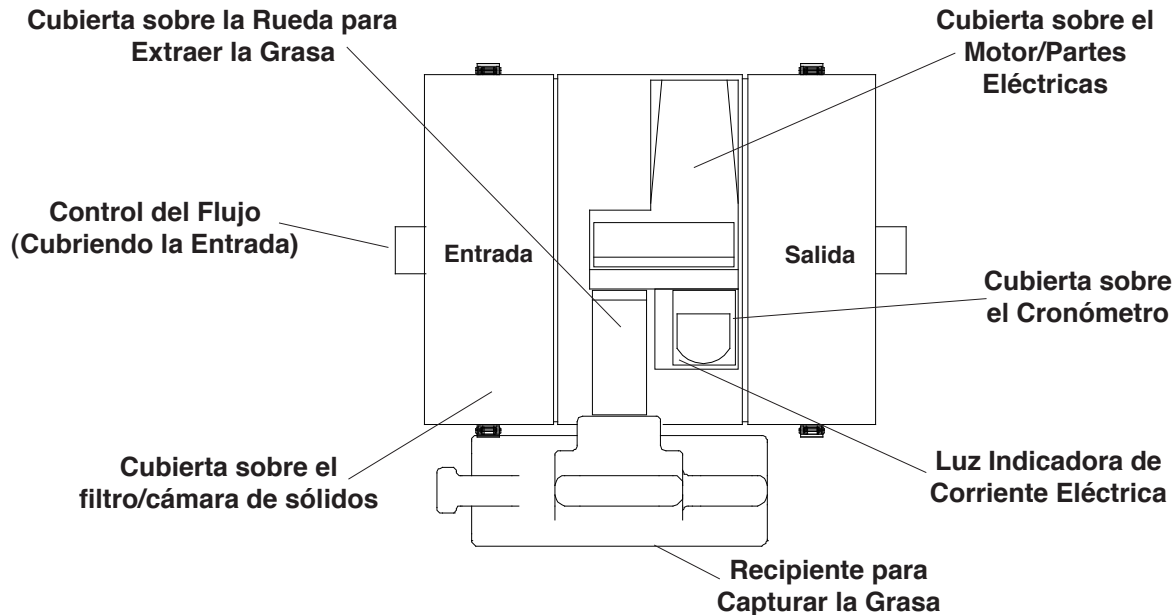 Cubierta sobre la Rueda para
Extraer la Grasa
Cubierta sobre el
Motor/Partes
Eléctricas
Control del Flujo
(Cubriendo la Entrada)
Entrada
Salida
Cubierta sobre
el Cronómetro
Cubierta sobre el
filtro/cámara de sólidos
Luz Indicadora de
Corriente Eléctrica
Recipiente para
Capturar la Grasa